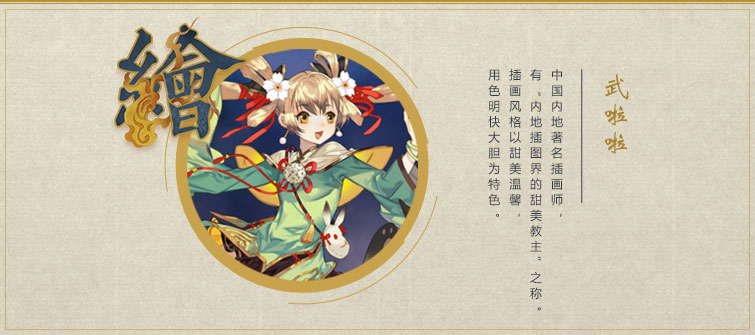 繪
武啦啦
中国内地著名插画师，
有“内地插图界的甜美教主”之称。
插画风格以甜美温馨，
用色明快大胆为特色。